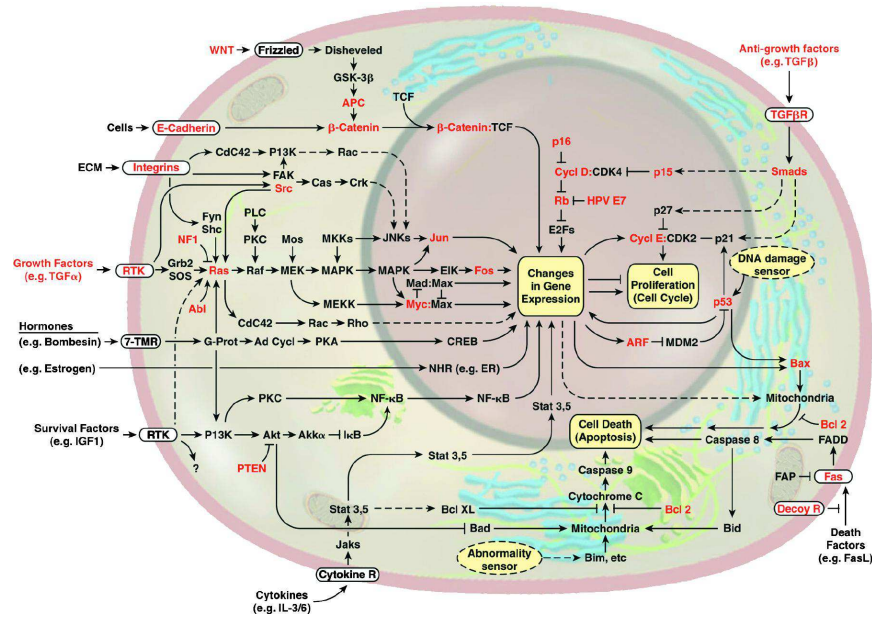 WNT
Frizzled
Disheveled
GSK-3β
APC
Cells
E-Cadherin
β-Catenin
TCF
β-Catenin:TCF
Anti-growth factors
(e.g. TGFβ)
TGFβR
Smads
p16
Cycl D:CDK4
p15
Rb
HPV E7
E2Fs
p27
Cycl E:CDK2
p21
DNA damage
sensor
Cell
Proliferation
(Cell Cycle)
p53
ARF
MDM2
Bax
Mitochondria
Bcl 2
ECM
Integrins
CdC42
P13K
Rac
FAK
Src
Cas
Crk
Fyn
Shc
PLC
NF1
PKC
Mos
MKKs
JNKs
Jun
Growth Factors
(e.g. TGFα)
RTK
Grb2
SOS
Ras
Raf
MEK
MAPK
MAPK
ElK
Fos
Mad:Max
Abl
MEKK
Myc:Max
Changes
in Gene
Expression
CdC42
Rac
Rho
Hormones
(e.g. Bombesin)
7-TMR
G-Prot
Ad Cycl
PKA
CREB
(e.g. Estrogen)
NHR (e.g. ER)
PKC
NF-κB
NF-κB
Stat 3,5
Survival Factors
(e.g. IGF1)
RTK
P13K
Akt
Akkα
IκB
?
PTEN
Stat 3,5
Cell Death
(Apoptosis)
Caspase 8
FADD
Caspase 9
FAP
Fas
Cytochrome C
Stat 3,5
Bcl XL
Bcl 2
Decoy R
Bad
Mitochondria
Bid
Death
Factors
(e.g. FasL)
Jaks
Abnormality
sensor
Bim, etc
Cytokine R
Cytokines
(e.g. IL-3/6)